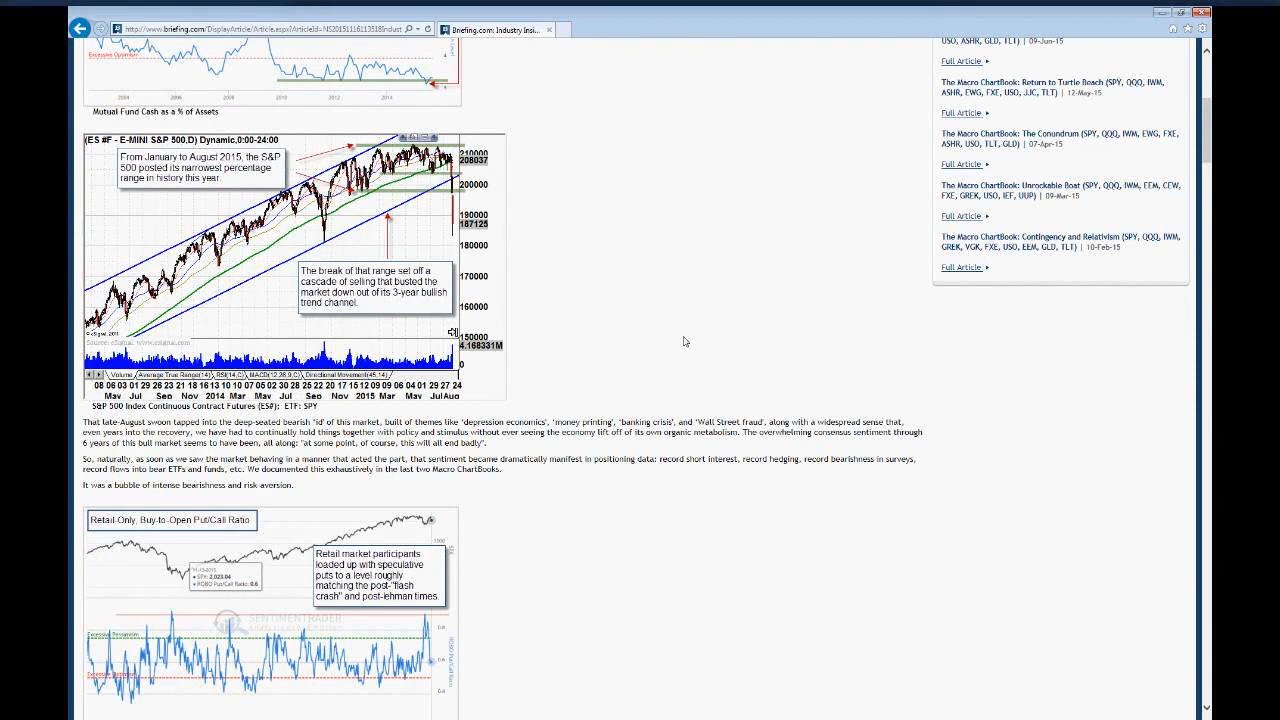 http://www.briefing.com/DisplayArticle/Article.aspx?ArticleId=NS20151116113518Indust
Briefing.com: Industry Insi...
Excessive Optimism
2004 2006 2008 2010 2012 2014
Mutual Fund Cash as a % of Assets
(ES #F - E-MINI S&P 500,D) Dynamic,0:00-24:00
From January to August 2015, the S&P
500 posted its narrowest percentage
range in history this year.
210000
208037
200000
190000
187125
180000
170000
160000
150000
4.168331M
0
The break of that range set off a
cascade of selling that busted the
market down out of its 3-year bullish
trend channel.
© eSignal, 2011
Source: eSignal www.esignal.com
Volume Average True Range(14) RSI(14,C) MACD(12,26,9,C) Directional Movement(45,14)
08 06 03 01 29 26 23 21 18 16 13 10 08 05 03 31 28 25 22 20 17 15 12 09 09 06 04 01 29 27 24
May Jul Sep Nov 2014 Mar May Jul Sep Nov 2015 Mar May Jul Aug
S&P 500 Index Continuous Contract Futures (ES#); ETF: SPY
That late-August swoon tapped into the deep-seated bearish 'id' of this market, built of themes like 'depression economics', 'money printing', 'banking crisis', and 'Wall Street fraud', along with a widespread sense that,
even years into the recovery, we have had to continually hold things together with policy and stimulus without ever seeing the economy lift off of its own organic metabolism. The overwhelming consensus sentiment through
6 years of this bull market seems to have been, all along: "at some point, of course, this will all end badly".
So, naturally, as soon as we saw the market behaving in a manner that acted the part, that sentiment became dramatically manifest in positioning data: record short interest, record hedging, record bearishness in surveys,
record flows into bear ETFs and funds, etc. We documented this exhaustively in the last two Macro ChartBooks.
It was a bubble of intense bearishness and risk-aversion.
Retail-Only, Buy-to-Open Put/Call Ratio
Retail market participants
loaded up with speculative
puts to a level roughly
matching the post-"flash
crash" and post-lehman times.
SPX: 2,023.04
ROBO Put/Call Ratio: 0.6
1000
SENTIMENTRADER
Excessive Pessimism
Excessive Optimism
0.8
0.6
0.4
ROBO Put/Call Ratio
USO, ASHR, GLD, TLT) | 09-Jun-15
Full Article
The Macro ChartBook: Return to Turtle Beach (SPY, QQQ, IWM,
ASHR, EWG, FXE, USO, JJC, TLT) | 12-May-15
Full Article
The Macro ChartBook: The Conundrum (SPY, QQQ, IWM, EWG, FXE,
USO, ASHR, GLD, TLT) | 07-Apr-15
Full Article
The Macro ChartBook: Unrockable Boat (SPY, QQQ, IWM, EEM, CEW,
FXE, GREK, USO, IEF, UUP) | 09-Mar-15
Full Article
The Macro ChartBook: Contingency and Relativism (SPY, QQQ, IWM,
GREK, VGK, FXE, USO, EEM, GLD, TLT) | 10-Feb-15
Full Article